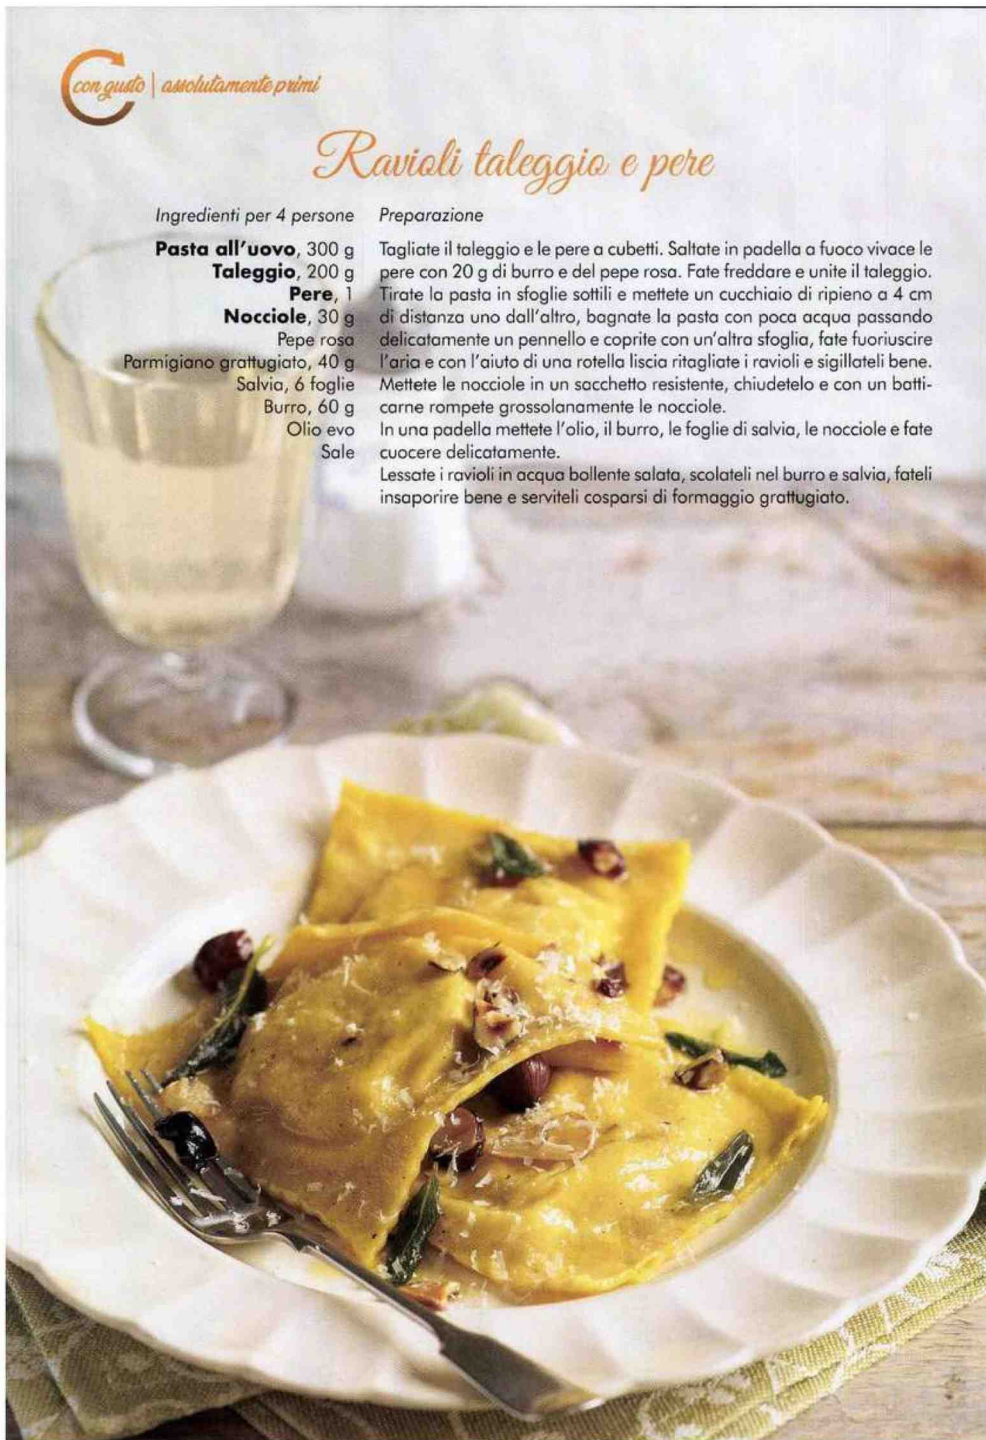 con gusto | assolutamente primi
Ravioli taleggio e pere
Ingredienti per 4 persone
Pasta all'uovo, 300 g
Taleggio, 200 g
Pere, 1
Nocciole, 30 g
Pepe rosa
Parmigiano grattugiato, 40 g
Salvia, 6 foglie
Burro, 60 g
Olio evo
Sale
Preparazione
Tagliate il taleggio e le pere a cubetti. Saltate in padella a fuoco vivace le
pere con 20 g di burro e del pepe rosa. Fate freddare e unite il taleggio.
Tirate la pasta in sfoglie sottili e mettete un cucchiaio di ripieno a 4 cm
di distanza uno dall'altro, bagnate la pasta con poca acqua passando
delicatamente un pennello e coprite con un'altra sfoglia, fate fuoriuscire
l'aria e con l'aiuto di una rotella liscia ritagliate i ravioli e sigillateli bene.
Mettete le nocciole in un sacchetto resistente, chiudetelo e con un batti-
carne rompete grossolanamente le nocciole.
In una padella mettete l'olio, il burro, le foglie di salvia, le nocciole e fate
cuocere delicatamente.
Lessate i ravioli in acqua bollente salata, scolateli nel burro e salvia, fateli
insaporire bene e serviteli cosparsi di formaggio grattugiato.